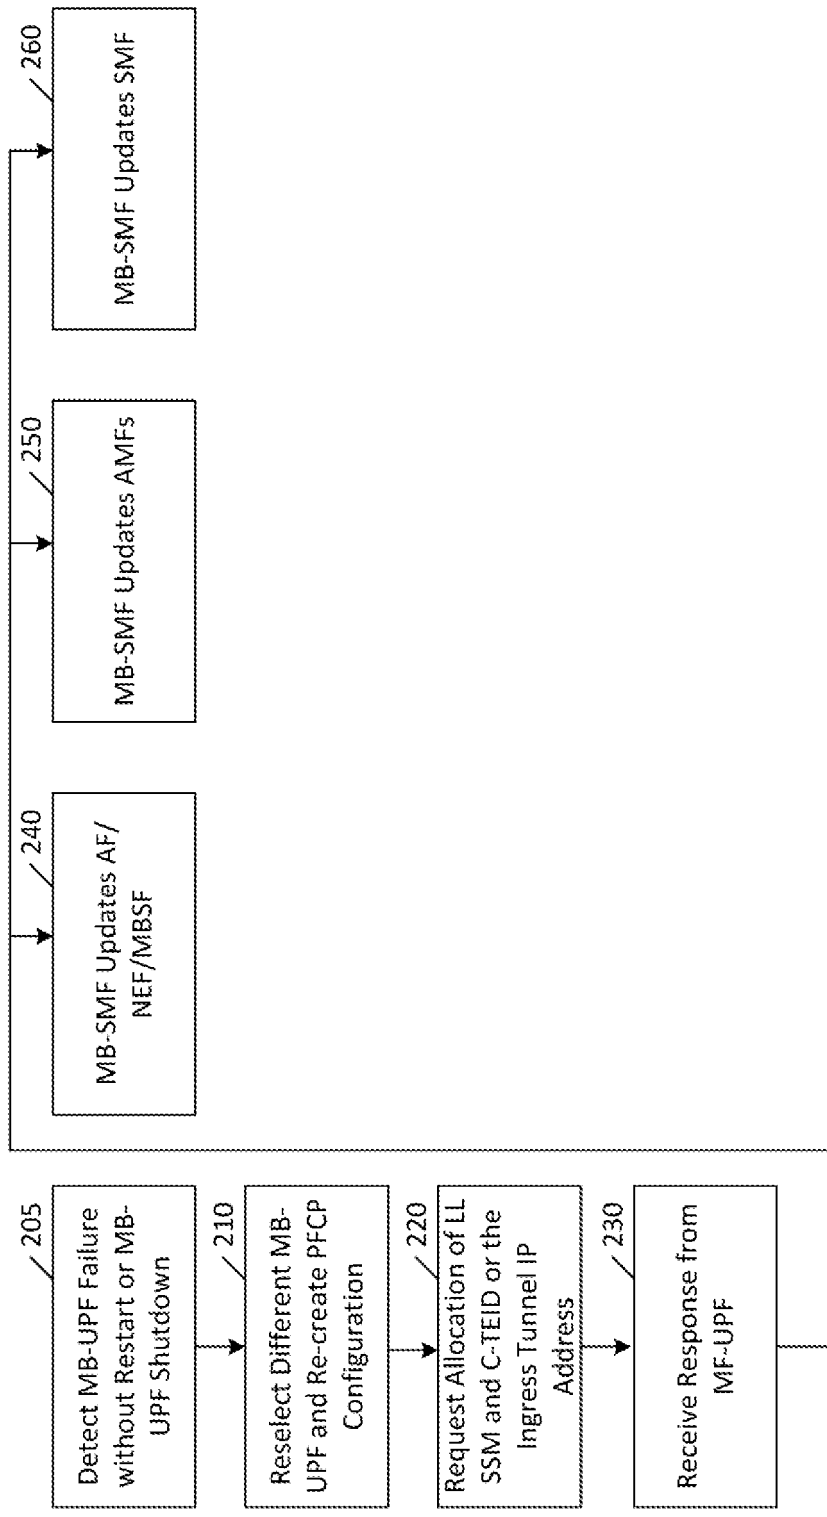 205
Detect MB-UPF Failure
without Restart or MB-
UPF Shutdown
210
Reselect Different MB-
UPF and Re-create PFCP
Configuration
220
Request Allocation of LL
SSM and C-TEID or the
Ingress Tunnel IP
Address
230
Receive Response from
MF-UPF
240
MB-SMF Updates AF/
NEF/MBSF
250
MB-SMF Updates AMFs
260
MB-SMF Updates SMF